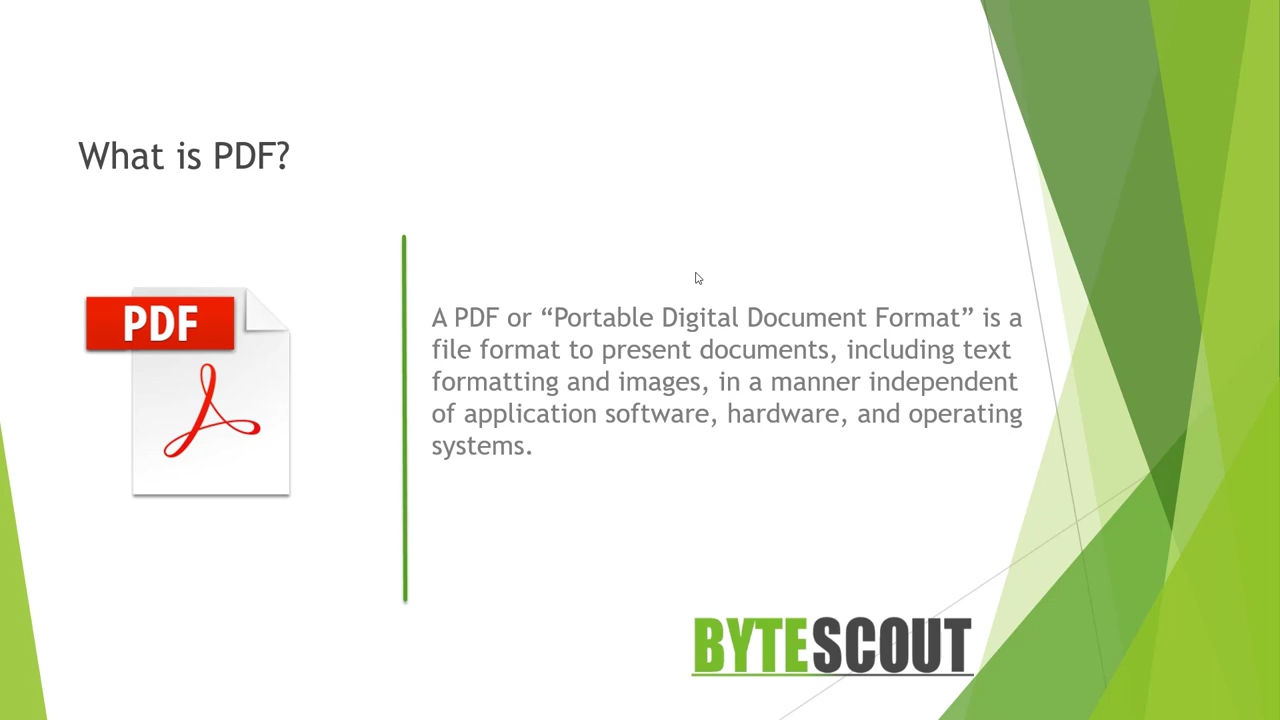 What is PDF?
PDF
A PDF or “Portable Digital Document Format” is a
file format to present documents, including text
formatting and images, in a manner independent
of application software, hardware, and operating
systems.
BYTESCOUT